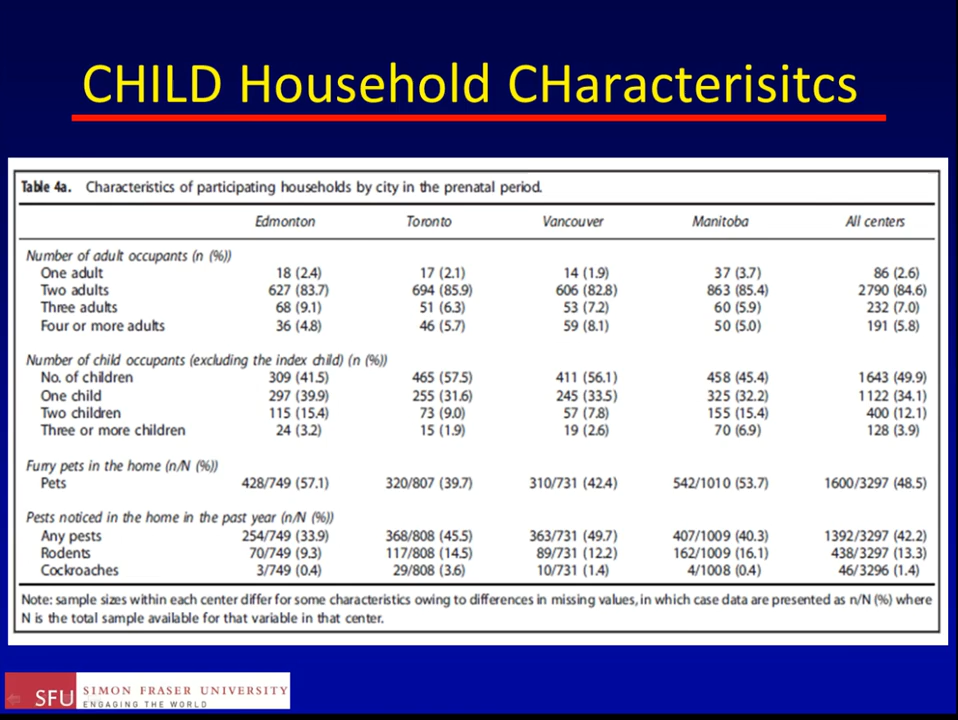 CHILD Household CHaracterisitcs
Table 4a. Characteristics of participating households by city in the prenatal period.
Edmonton Toronto Vancouver Manitoba All centers
Number of adult occupants (n (%))
One adult 18 (2.4) 17 (2.1) 14 (1.9) 37 (3.7) 86 (2.6)
Two adults 627 (83.7) 694 (85.9) 606 (82.8) 863 (85.4) 2790 (84.6)
Three adults 68 (9.1) 51 (6.3) 53 (7.2) 60 (5.9) 232 (7.0)
Four or more adults 36 (4.8) 46 (5.7) 59 (8.1) 50 (5.0) 191 (5.8)
Number of child occupants (excluding the index child) (n (%))
No. of children 309 (41.5) 465 (57.5) 411 (56.1) 458 (45.4) 1643 (49.9)
One child 297 (39.9) 255 (31.6) 245 (33.5) 325 (32.2) 1122 (34.1)
Two children 115 (15.4) 73 (9.0) 57 (7.8) 155 (15.4) 400 (12.1)
Three or more children 24 (3.2) 15 (1.9) 19 (2.6) 70 (6.9) 128 (3.9)
Furry pets in the home (n/N (%))
Pets 428/749 (57.1) 320/807 (39.7) 310/731 (42.4) 542/1010 (53.7) 1600/3297 (48.5)
Pests noticed in the home in the past year (n/N (%))
Any pests 254/749 (33.9) 368/808 (45.5) 363/731 (49.7) 407/1009 (40.3) 1392/3297 (42.2)
Rodents 70/749 (9.3) 117/808 (14.5) 89/731 (12.2) 162/1009 (16.1) 438/3297 (13.3)
Cockroaches 3/749 (0.4) 29/808 (3.6) 10/731 (1.4) 4/1008 (0.4) 46/3296 (1.4)
Note: sample sizes within each center differ for some characteristics owing to differences in missing values, in which case data are presented as n/N (%) where
N is the total sample available for that variable in that center.
SFU SIMON FRASER UNIVERSITY
ENGAGING THE WORLD